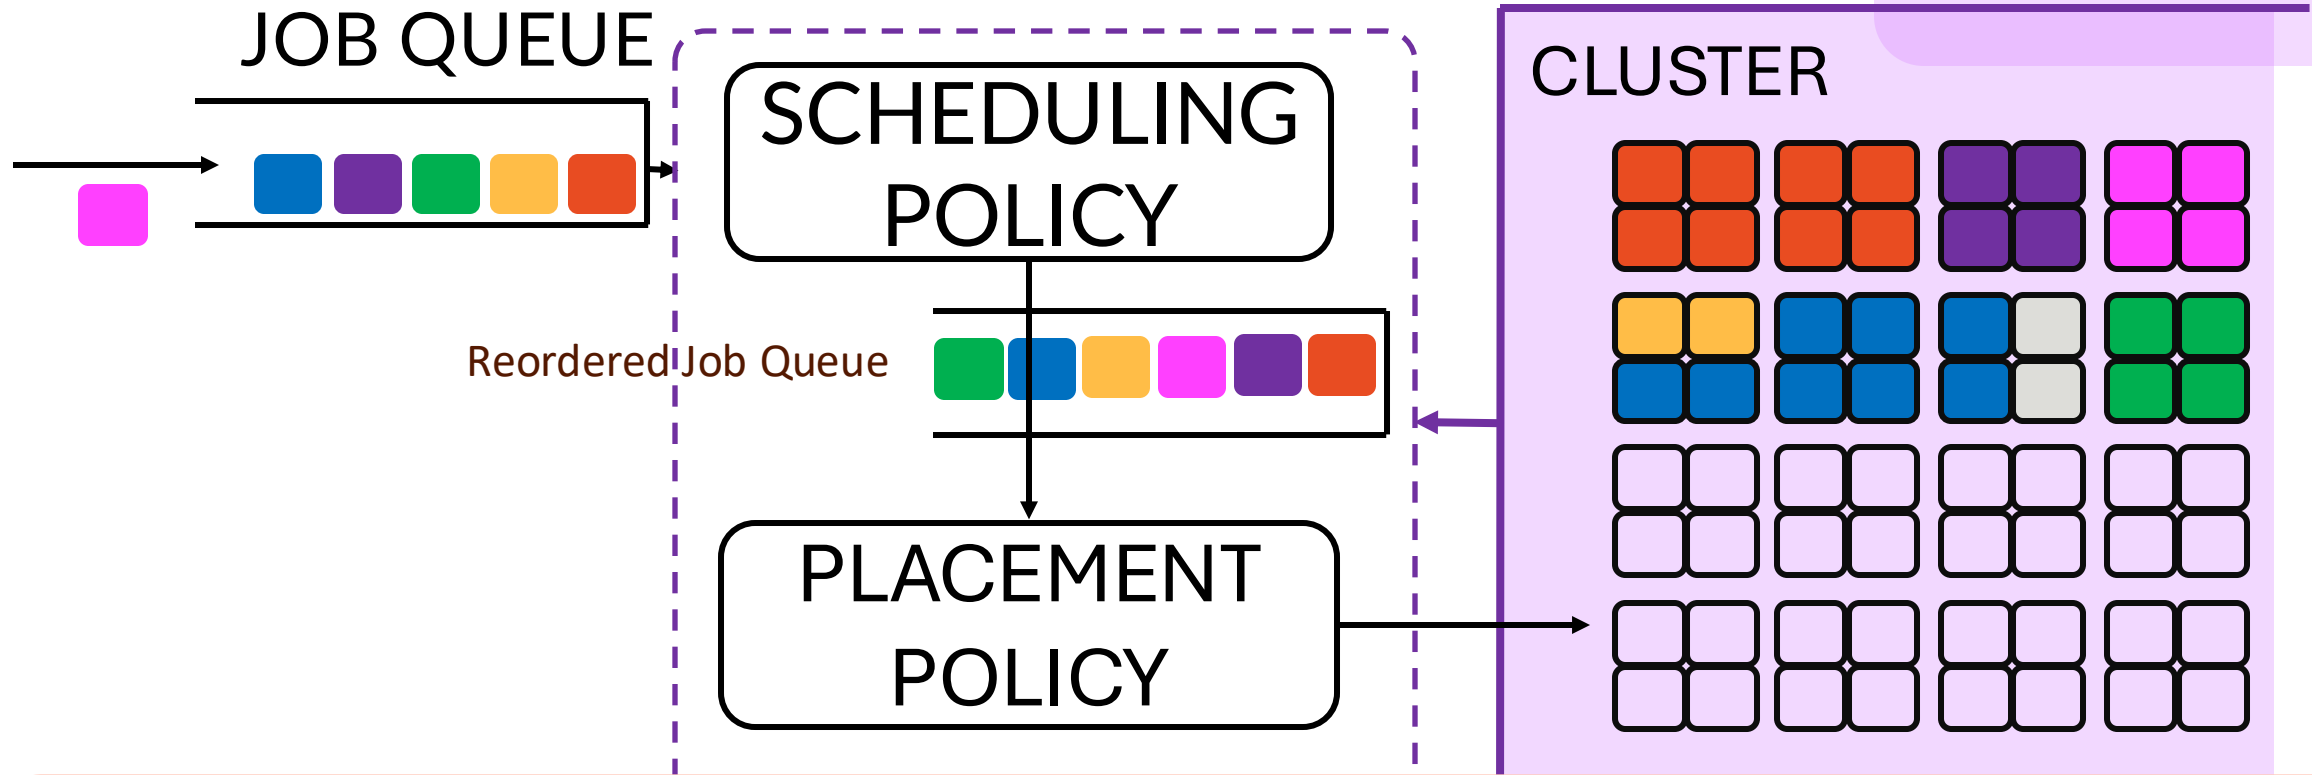 JOB QUEUE
SCHEDULING
POLICY
Reordered Job Queue
PLACEMENT
POLICY
CLUSTER